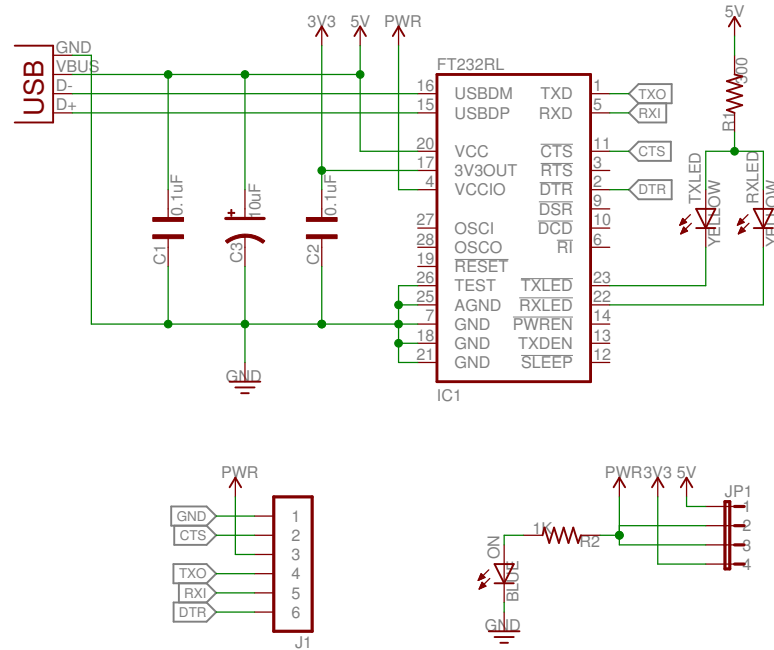 3V3
5V
PWR
5V
GND
VBUS
D-
D+
USB
FT232RL
16 USBDM TXD 1 TXO
15 USBDP RXD 5 RXI
20 VCC CTS 11 CTS
17 3V3OUT RTS 3
4 VCCIO DTR 2 DTR
DSR 9
27 OSCI DCD 10
28 OSCO RI 6
19 RESET
26 TEST TXLED 23
25 AGND RXLED 22
7 GND PWREN 14
18 GND TXDEN 13
21 GND SLEEP 12
IC1
0.1uF
C1
10uF
+
C3
0.1uF
C2
GND
R1
TXLED
YELLOW
RXLED
YELLOW
PWR
GND 1
CTS 2
3
TXO 4
RXI 5
DTR 6
J1
PWR
3V3
5V
JP1
1
2
3
4
1K
R2
ON
BLUE
GND